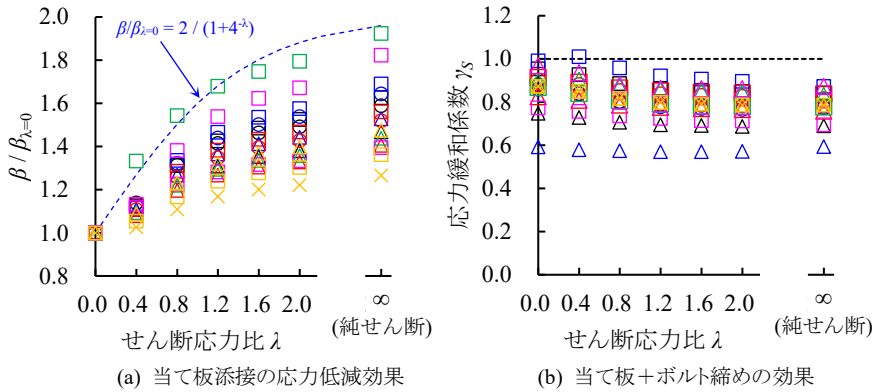 β/βλ=0 = 2 / (1+4^-λ)
β / βλ=0
2.0
1.8
1.6
1.4
1.2
1.0
0.8
0.0 0.4 0.8 1.2 1.6 2.0 ∞
(純せん断)
せん断応力比 λ
(a) 当て板添接の応力低減効果
応力緩和係数 γS
1.2
1.0
0.8
0.6
0.4
0.2
0.0
0.0 0.4 0.8 1.2 1.6 2.0 ∞
(純せん断)
せん断応力比 λ
(b) 当て板＋ボルト締めの効果